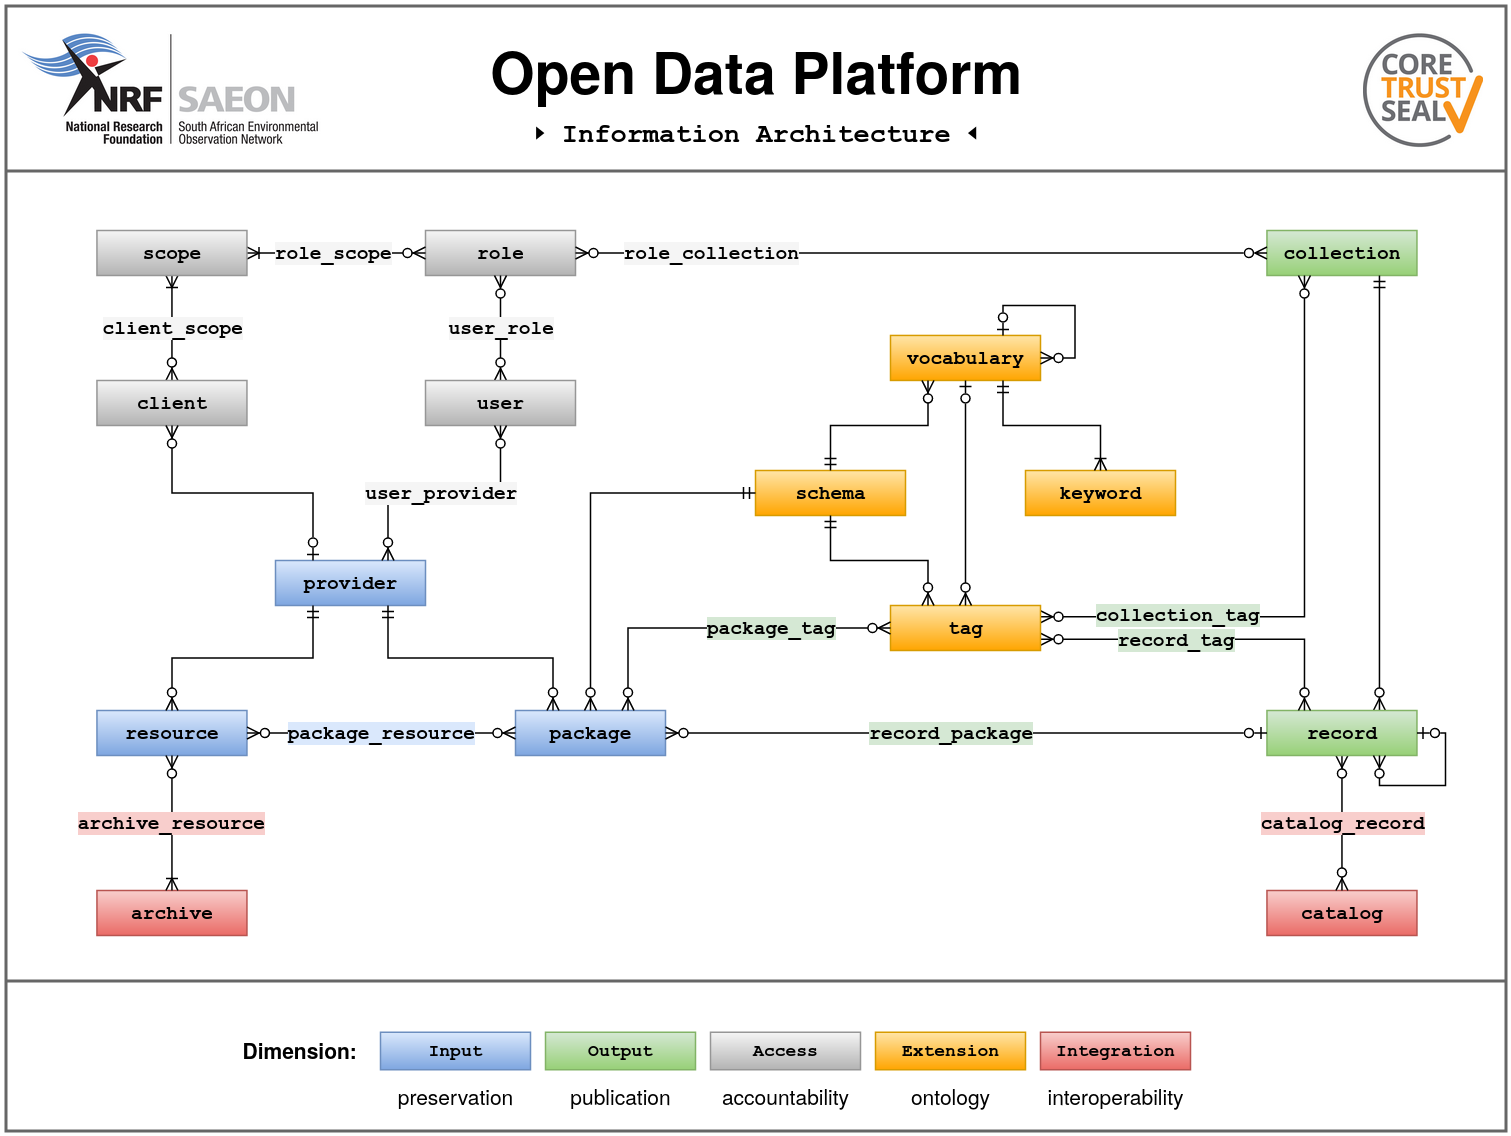 NRF
National Research
Foundation
SAEON
South African Environmental
Observation Network
Open Data Platform
Information Architecture
CORE
TRUST
SEAL
scope
role_scope
role
role_collection
collection
client_scope
user_role
vocabulary
client
user
user_provider
schema
keyword
provider
package_tag
tag
collection_tag
record_tag
resource
package_resource
package
record_package
record
archive_resource
catalog_record
archive
catalog
Dimension:
Input
Output
Access
Extension
Integration
preservation
publication
accountability
ontology
interoperability